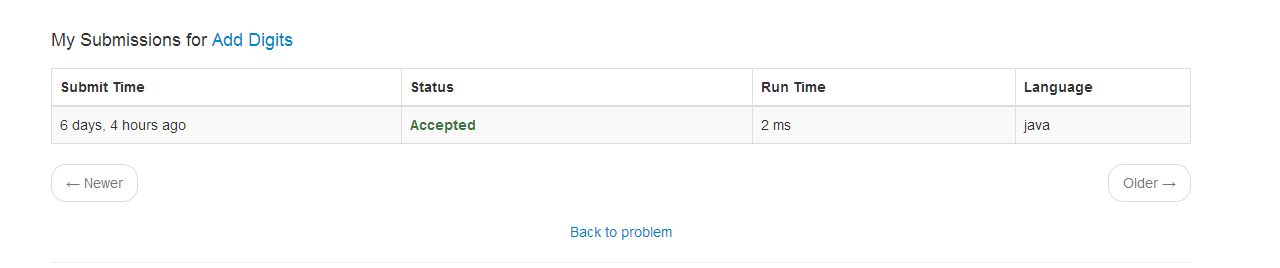 My Submissions for Add Digits
Submit Time Status Run Time Language
6 days, 4 hours ago Accepted 2 ms java
← Newer Older →
Back to problem